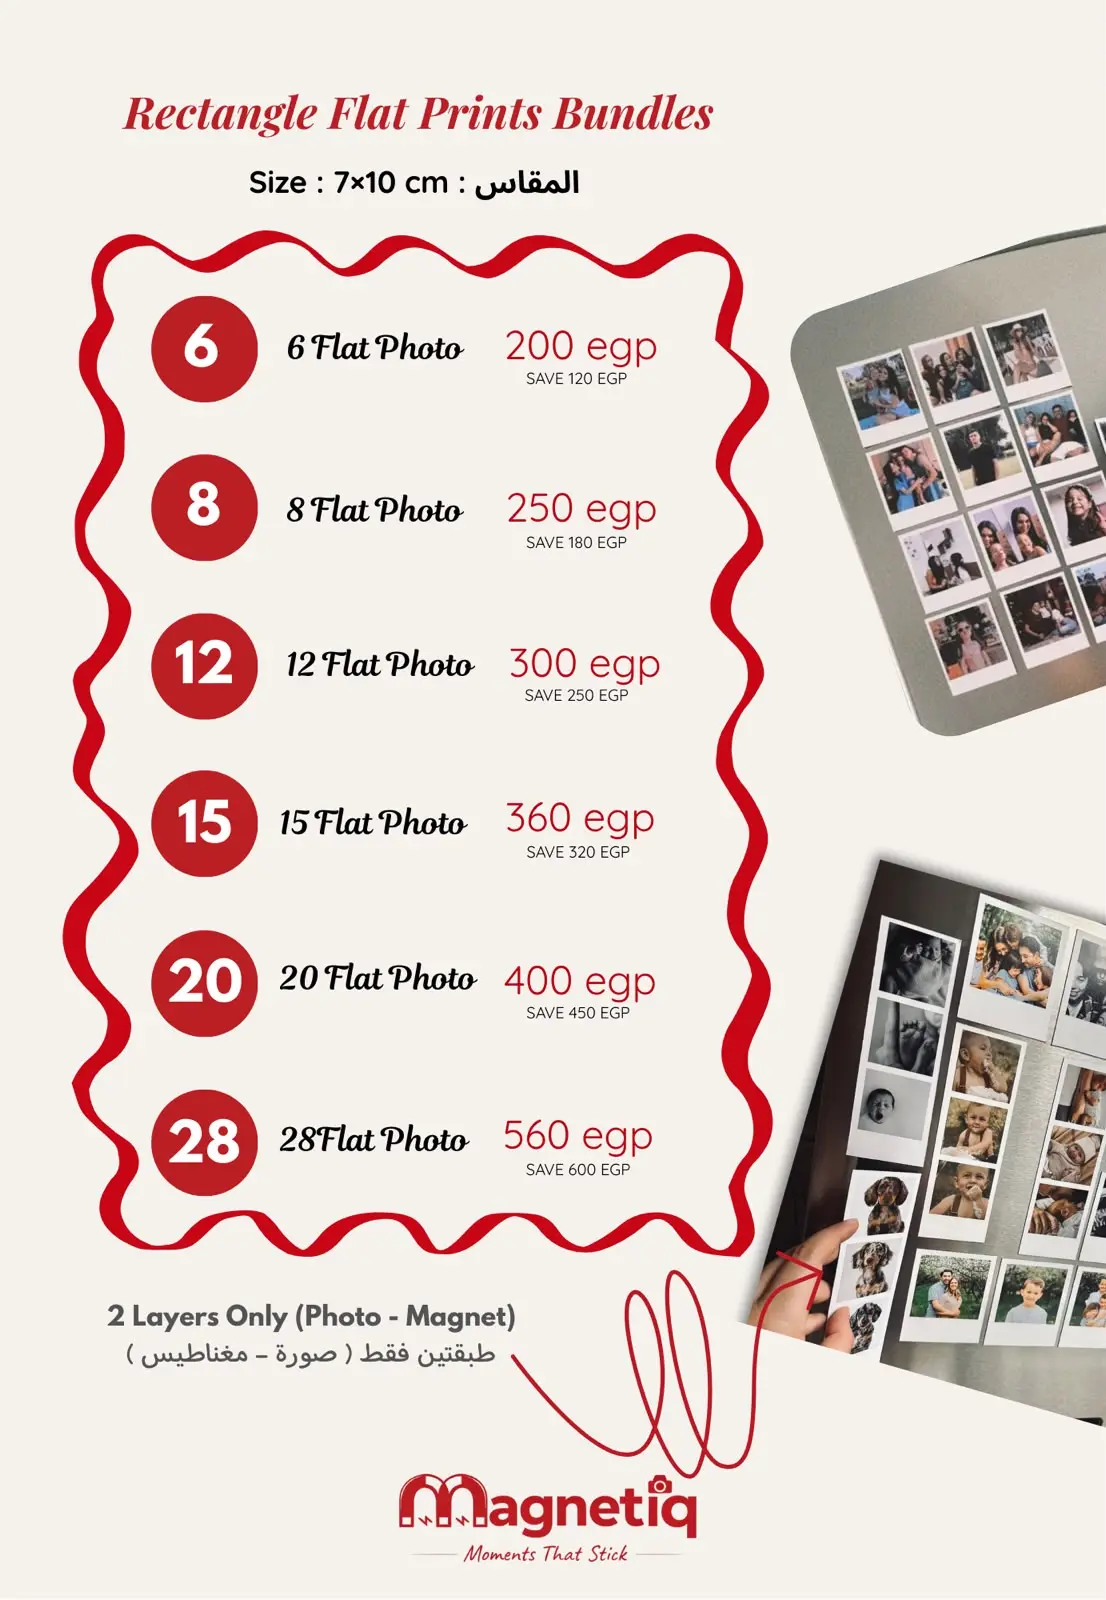 Rectangle Flat Prints Bundles
Size : 7×10 cm : المقاس
6
6 Flat Photo
200 egp
SAVE 120 EGP
8
8 Flat Photo
250 egp
SAVE 180 EGP
12
12 Flat Photo
300 egp
SAVE 250 EGP
15
15 Flat Photo
360 egp
SAVE 320 EGP
20
20 Flat Photo
400 egp
SAVE 450 EGP
28
28Flat Photo
560 egp
SAVE 600 EGP
2 Layers Only (Photo - Magnet)
طبقتين فقط ( صورة – مغناطيس )
Magnetiq
Moments That Stick